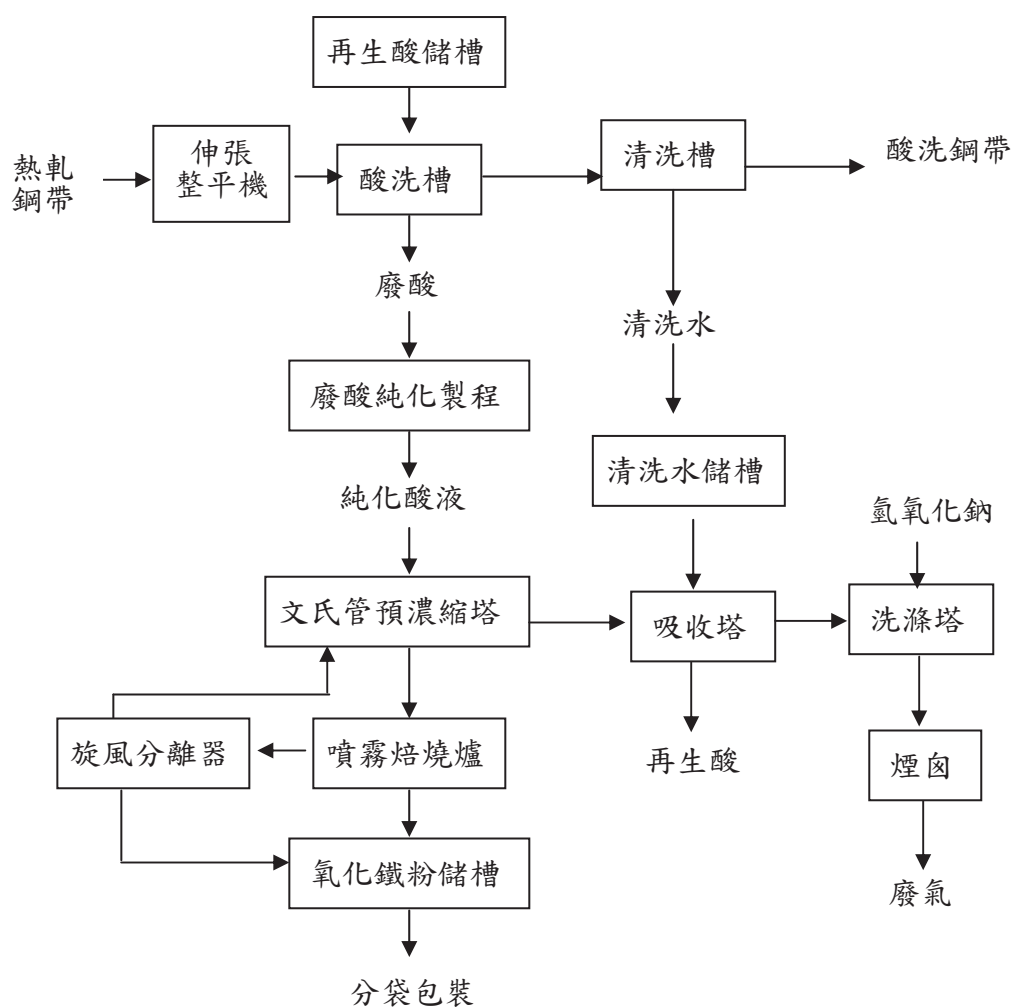 再生酸儲槽
熱軋
鋼帶
伸張
整平機
酸洗槽
清洗槽
酸洗鋼帶
廢酸
清洗水
廢酸純化製程
清洗水儲槽
純化酸液
氫氧化鈉
文氏管預濃縮塔
吸收塔
洗滌塔
旋風分離器
噴霧焙燒爐
再生酸
煙囪
氧化鐵粉儲槽
廢氣
分袋包裝